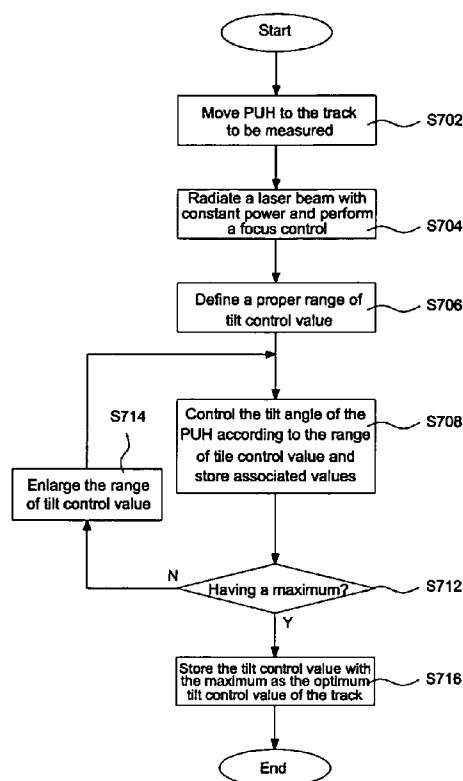 Start
Move PUH to the track
to be measured
S702
Radiate a laser beam with
constant power and perform
a focus control
S704
Define a proper range of
tilt control value
S706
S714
Control the tilt angle of the
PUH according to the range
of tile control value and
store associated values
S708
Enlarge the range
of tilt control value
N
Having a maximum?
S712
Y
Store the tilt control value with
the maximum as the optimum
tilt control value of the track
S716
End